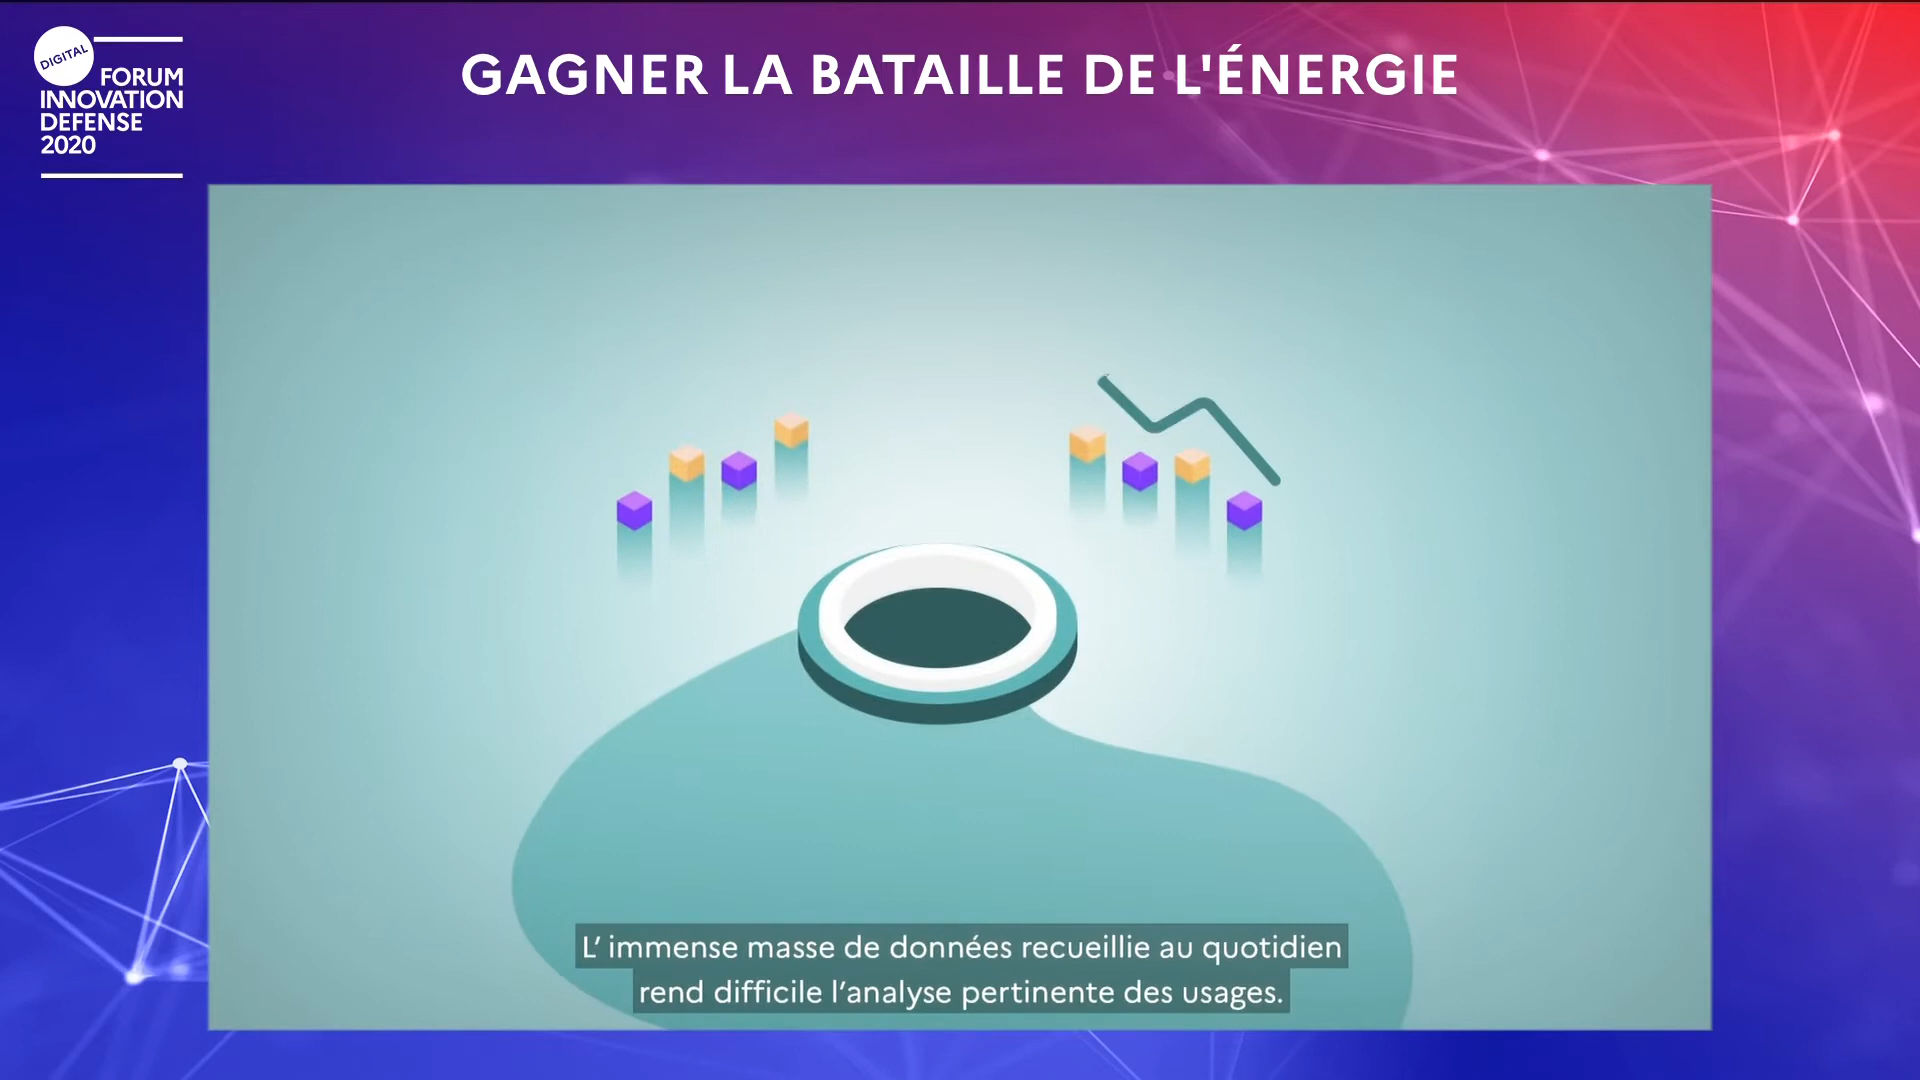 DIGITAL
FORUM
INNOVATION
DEFENSE
2020
GAGNER LA BATAILLE DE L'ÉNERGIE
L’ immense masse de données recueillie au quotidien
rend difficile l’analyse pertinente des usages.